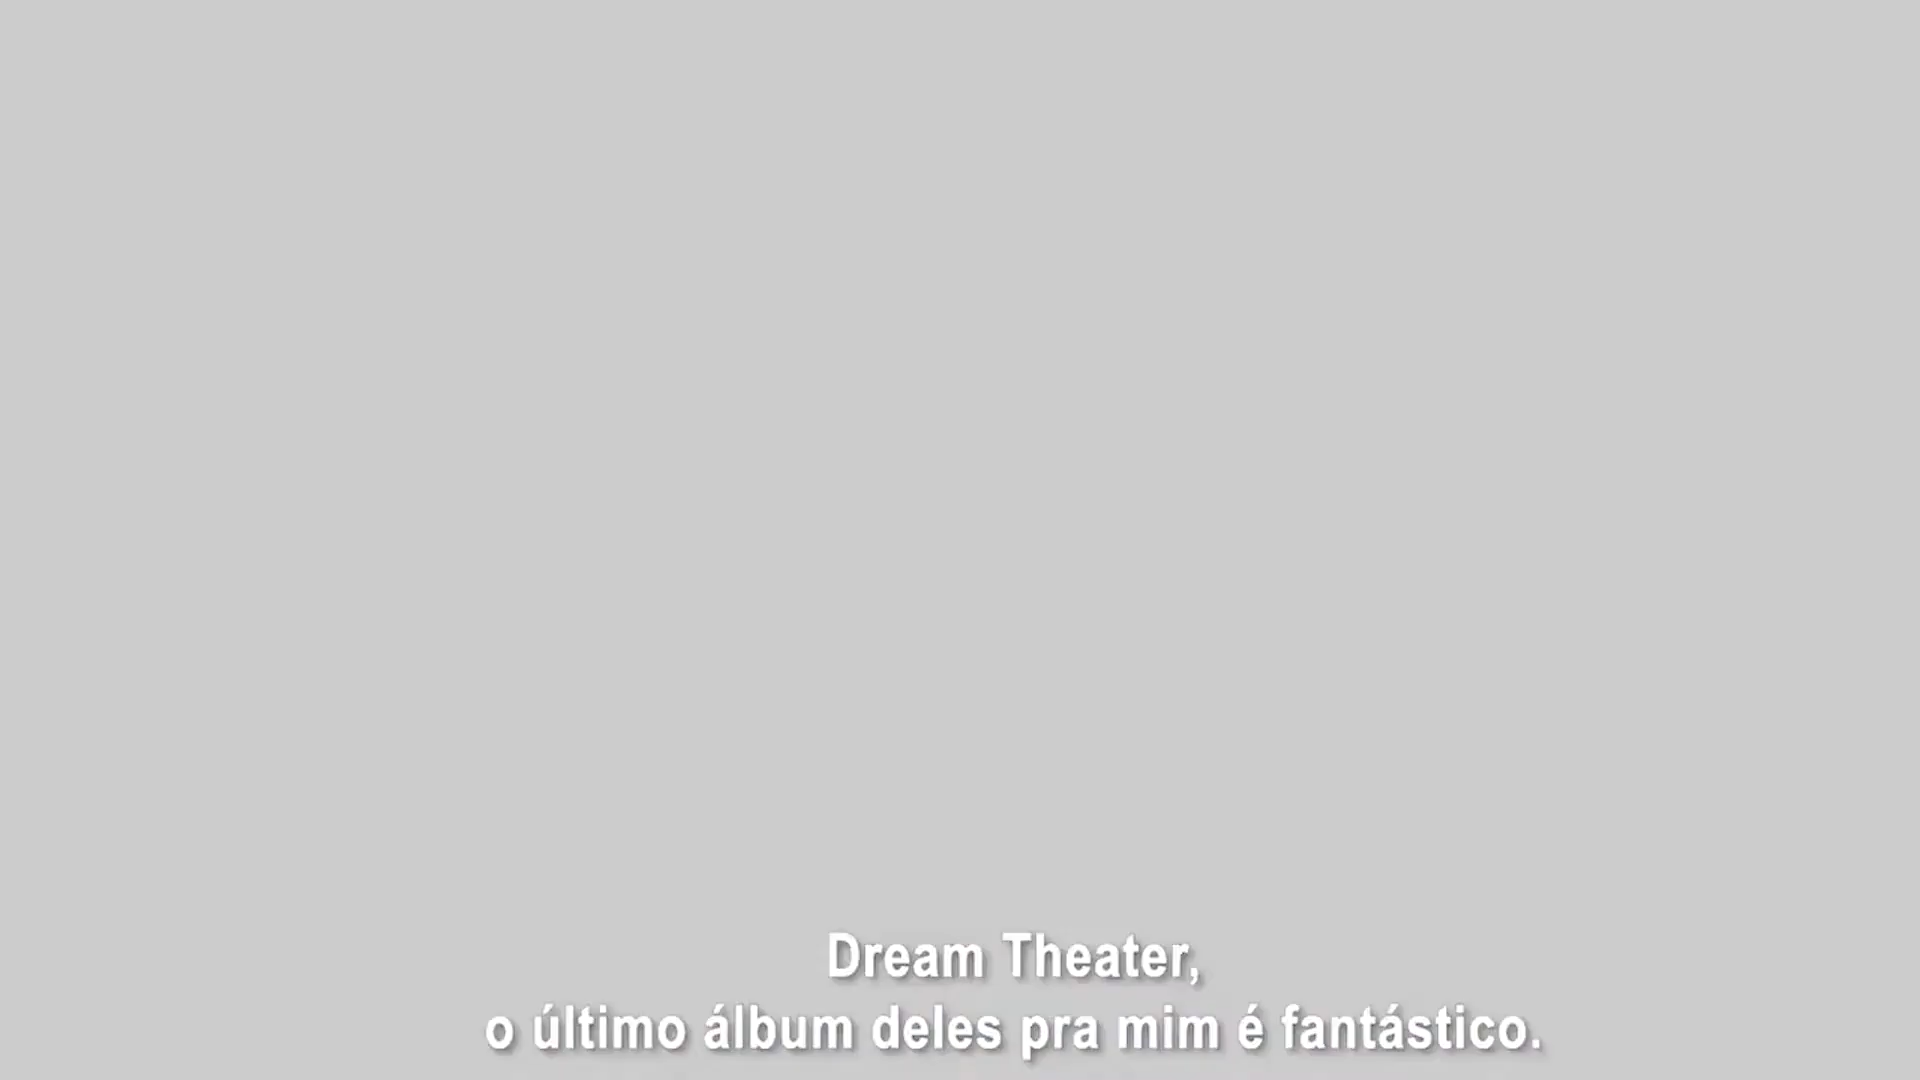 Dream Theater,
o último álbum deles pra mim é fantástico.